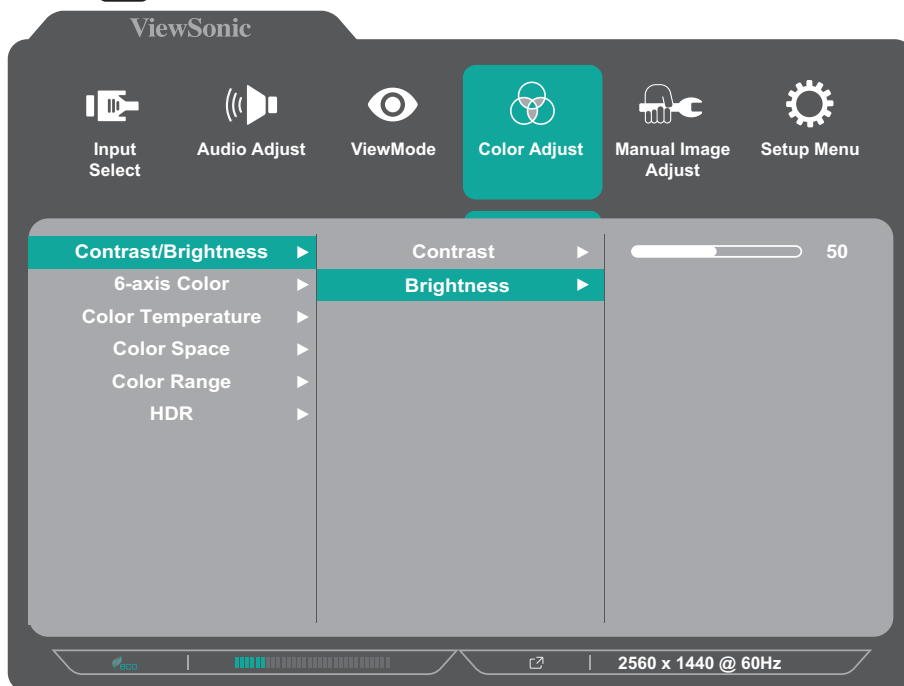 ViewSonic
Input
Select
Audio Adjust
ViewMode
Color Adjust
Manual Image
Adjust
Setup Menu
Contrast/Brightness
6-axis Color
Color Temperature
Color Space
Color Range
HDR
Contrast
Brightness
50
eco
2560 x 1440 @ 60Hz